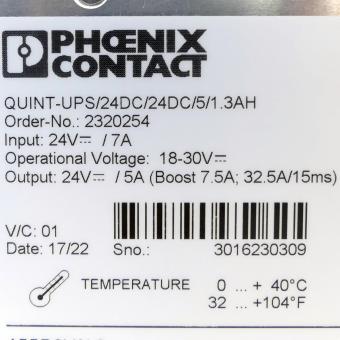 PHŒNIX
CONTACT
QUINT-UPS/24DC/24DC/5/1.3AH
Order-No.: 2320254
Input: 24V⎓ / 7A
Operational Voltage: 18-30V⎓
Output: 24V⎓ / 5A (Boost 7.5A; 32.5A/15ms)
V/C: 01
Date: 17/22 Sno.: 3016230309
TEMPERATURE 0 ... + 40°C
32 ... +104°F